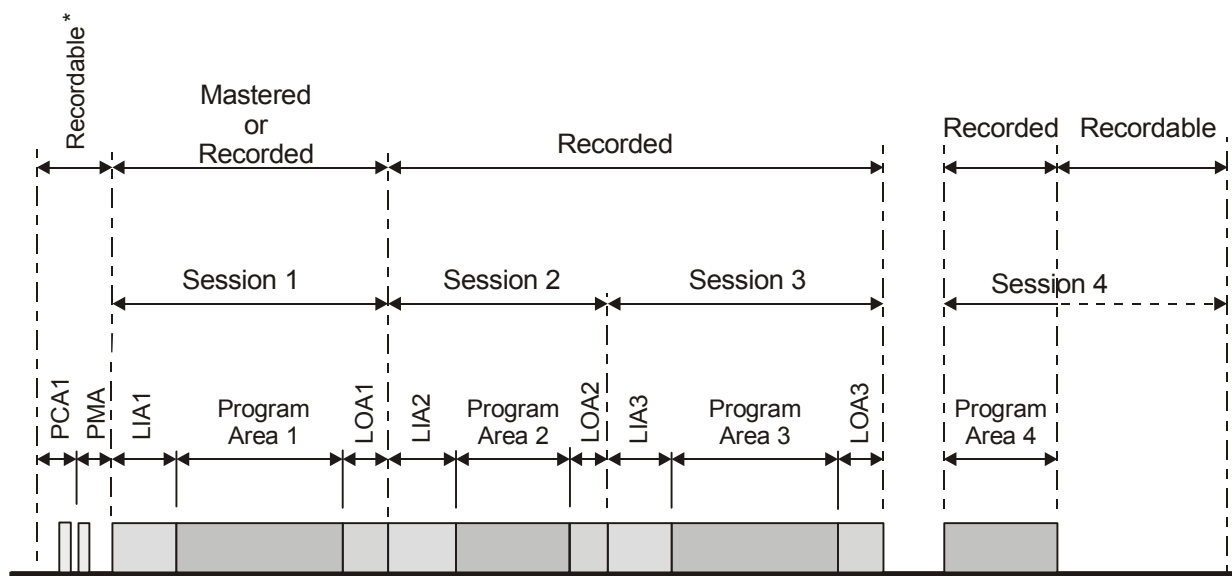 Recordable*
Mastered
or
Recorded
Recorded
Recorded
Recordable
Session 1
Session 2
Session 3
Session 4
PCA1
PMA
LIA1
Program
Area 1
LOA1
LIA2
Program
Area 2
LOA2
LIA3
Program
Area 3
LOA3
Program
Area 4